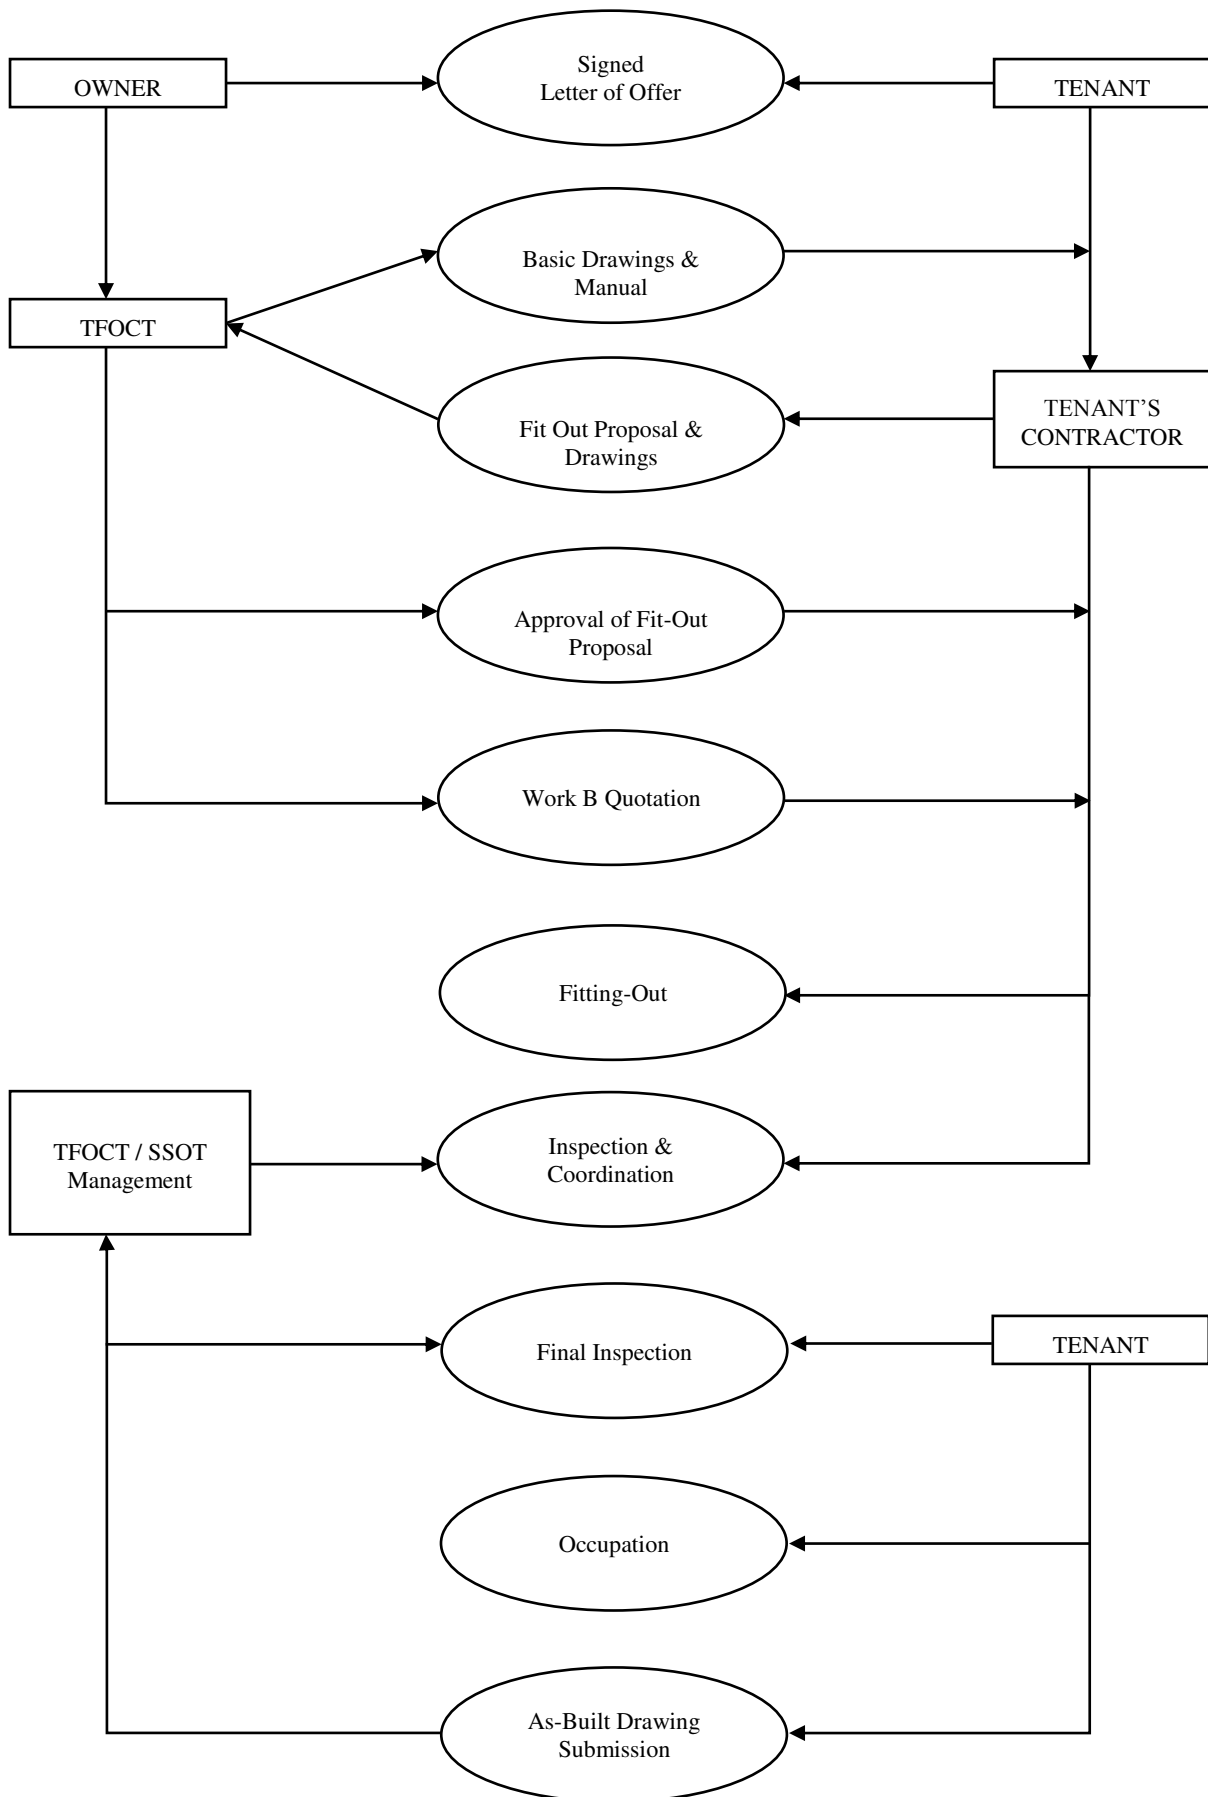 OWNER
Signed
Letter of Offer
TENANT
Basic Drawings &
Manual
TFOCT
Fit Out Proposal &
Drawings
TENANT'S
CONTRACTOR
Approval of Fit-Out
Proposal
Work B Quotation
Fitting-Out
TFOCT / SSOT
Management
Inspection &
Coordination
Final Inspection
TENANT
Occupation
As-Built Drawing
Submission